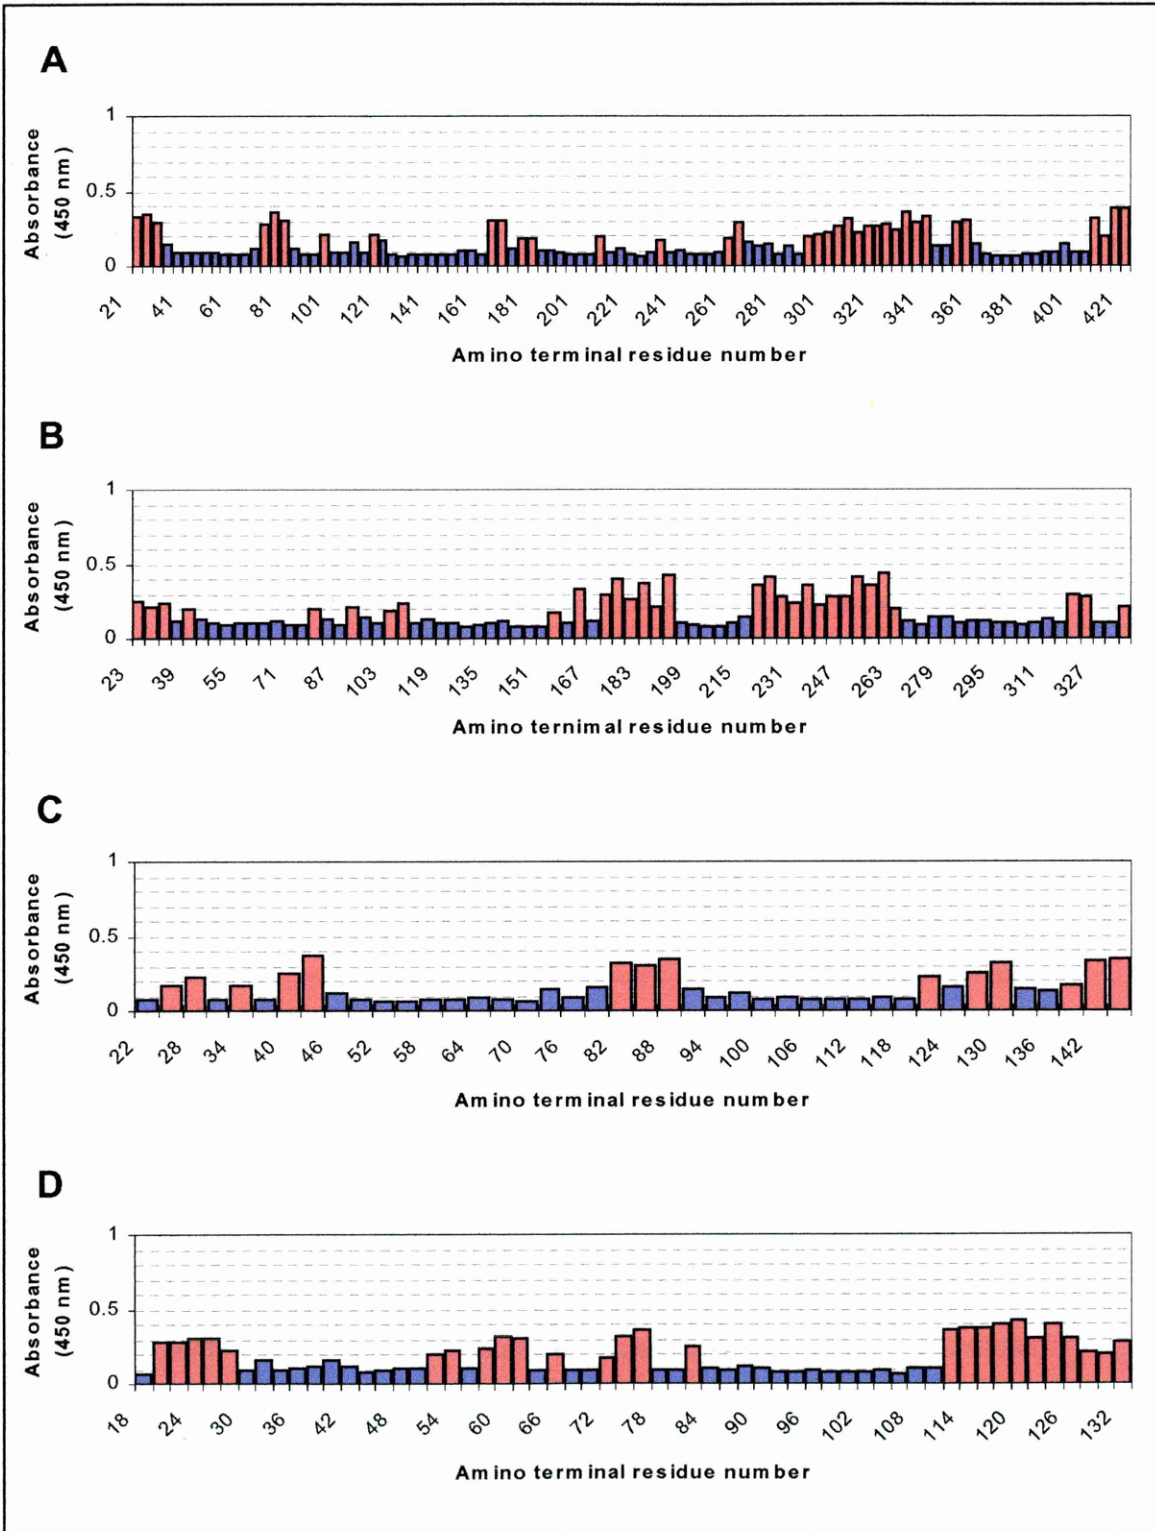 A
Absorbance
(450 nm)
1
0.5
0
21 41 61 81 101 121 141 161 181 201 221 241 261 281 301 321 341 361 381 401 421
Amino terminal residue number
B
Absorbance
(450 nm)
1
0.5
0
23 39 55 71 87 103 119 135 151 167 183 199 215 231 247 263 279 295 311 327
Amino ternimal residue number
C
Absorbance
(450 nm)
1
0.5
0
22 28 34 40 46 52 58 64 70 76 82 88 94 100 106 112 118 124 130 136 142
Amino terminal residue number
D
Absorbance
(450 nm)
1
0.5
0
18 24 30 36 42 48 54 60 66 72 78 84 90 96 102 108 114 120 126 132
Amino terminal residue number